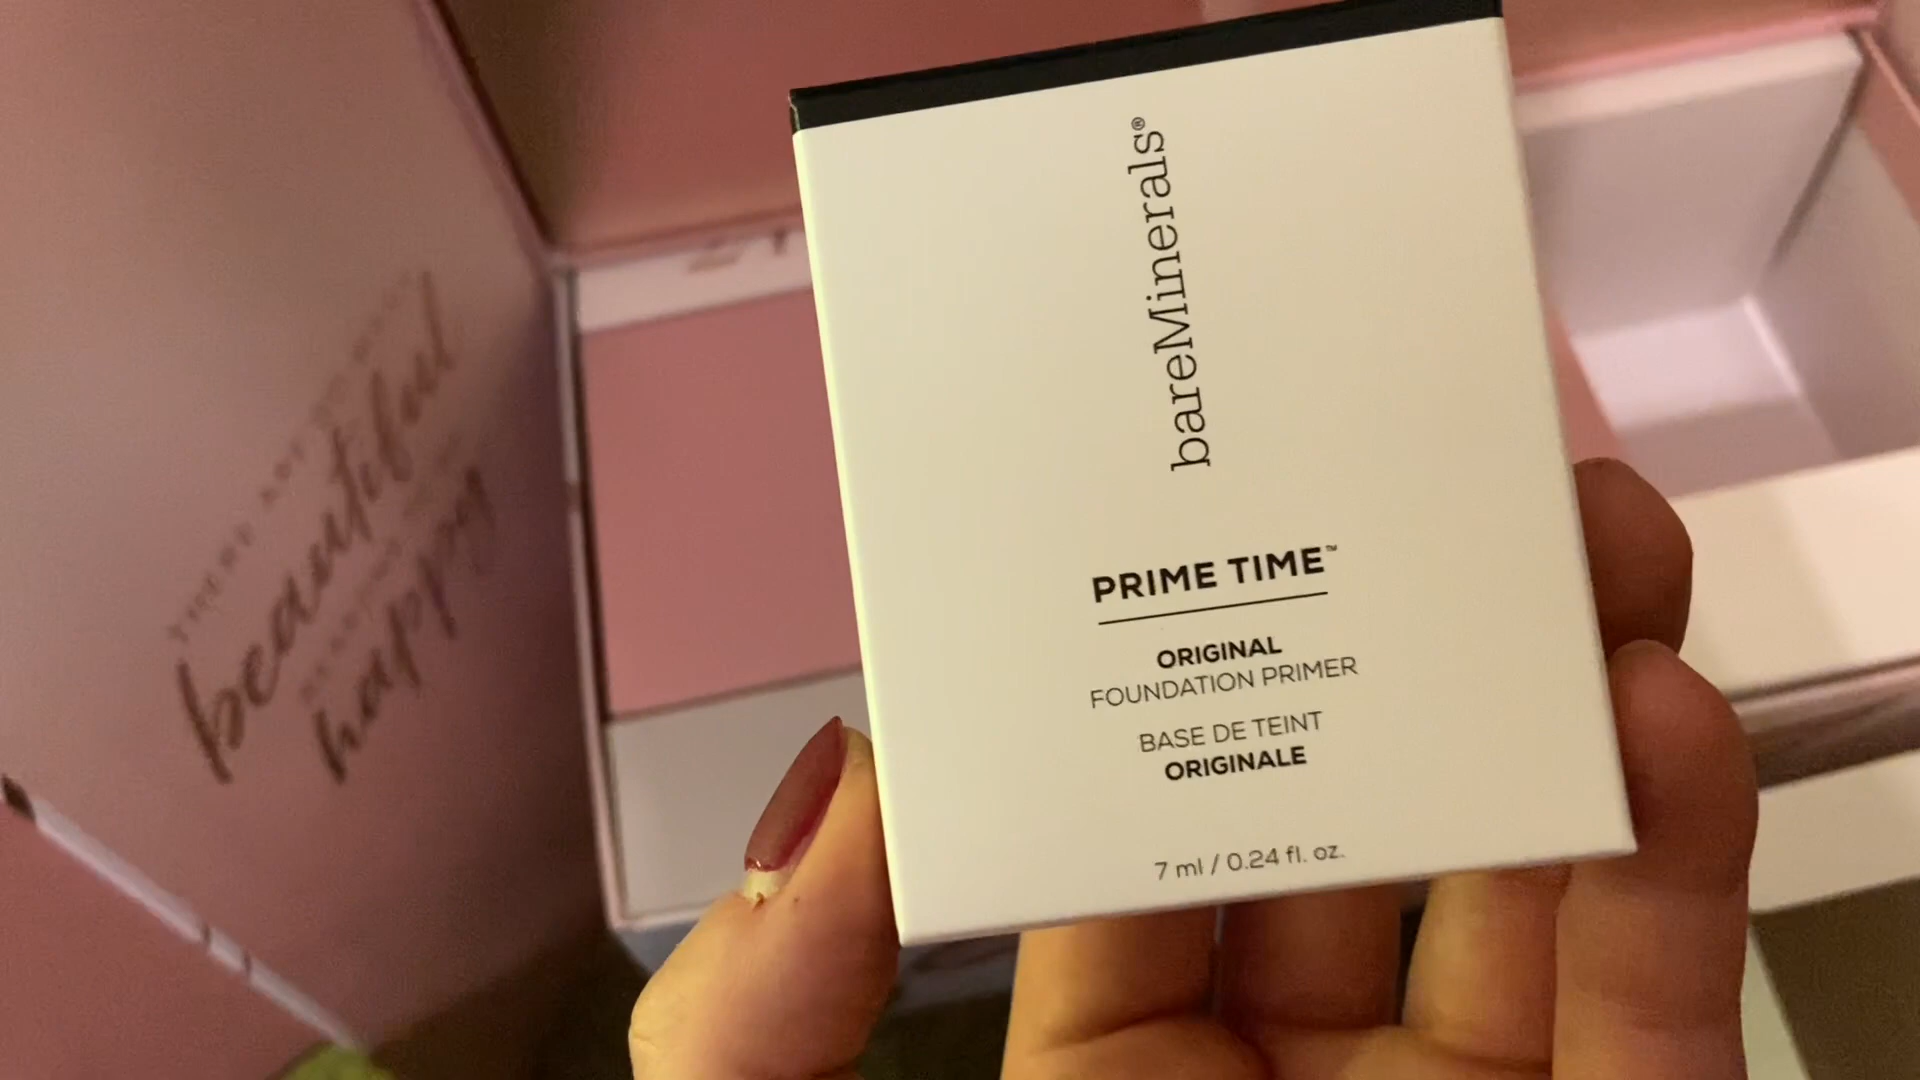 beautiful
happy
bareMinerals®
PRIME TIME™
ORIGINAL
FOUNDATION PRIMER
BASE DE TEINT
ORIGINALE
7 ml / 0.24 fl. oz.